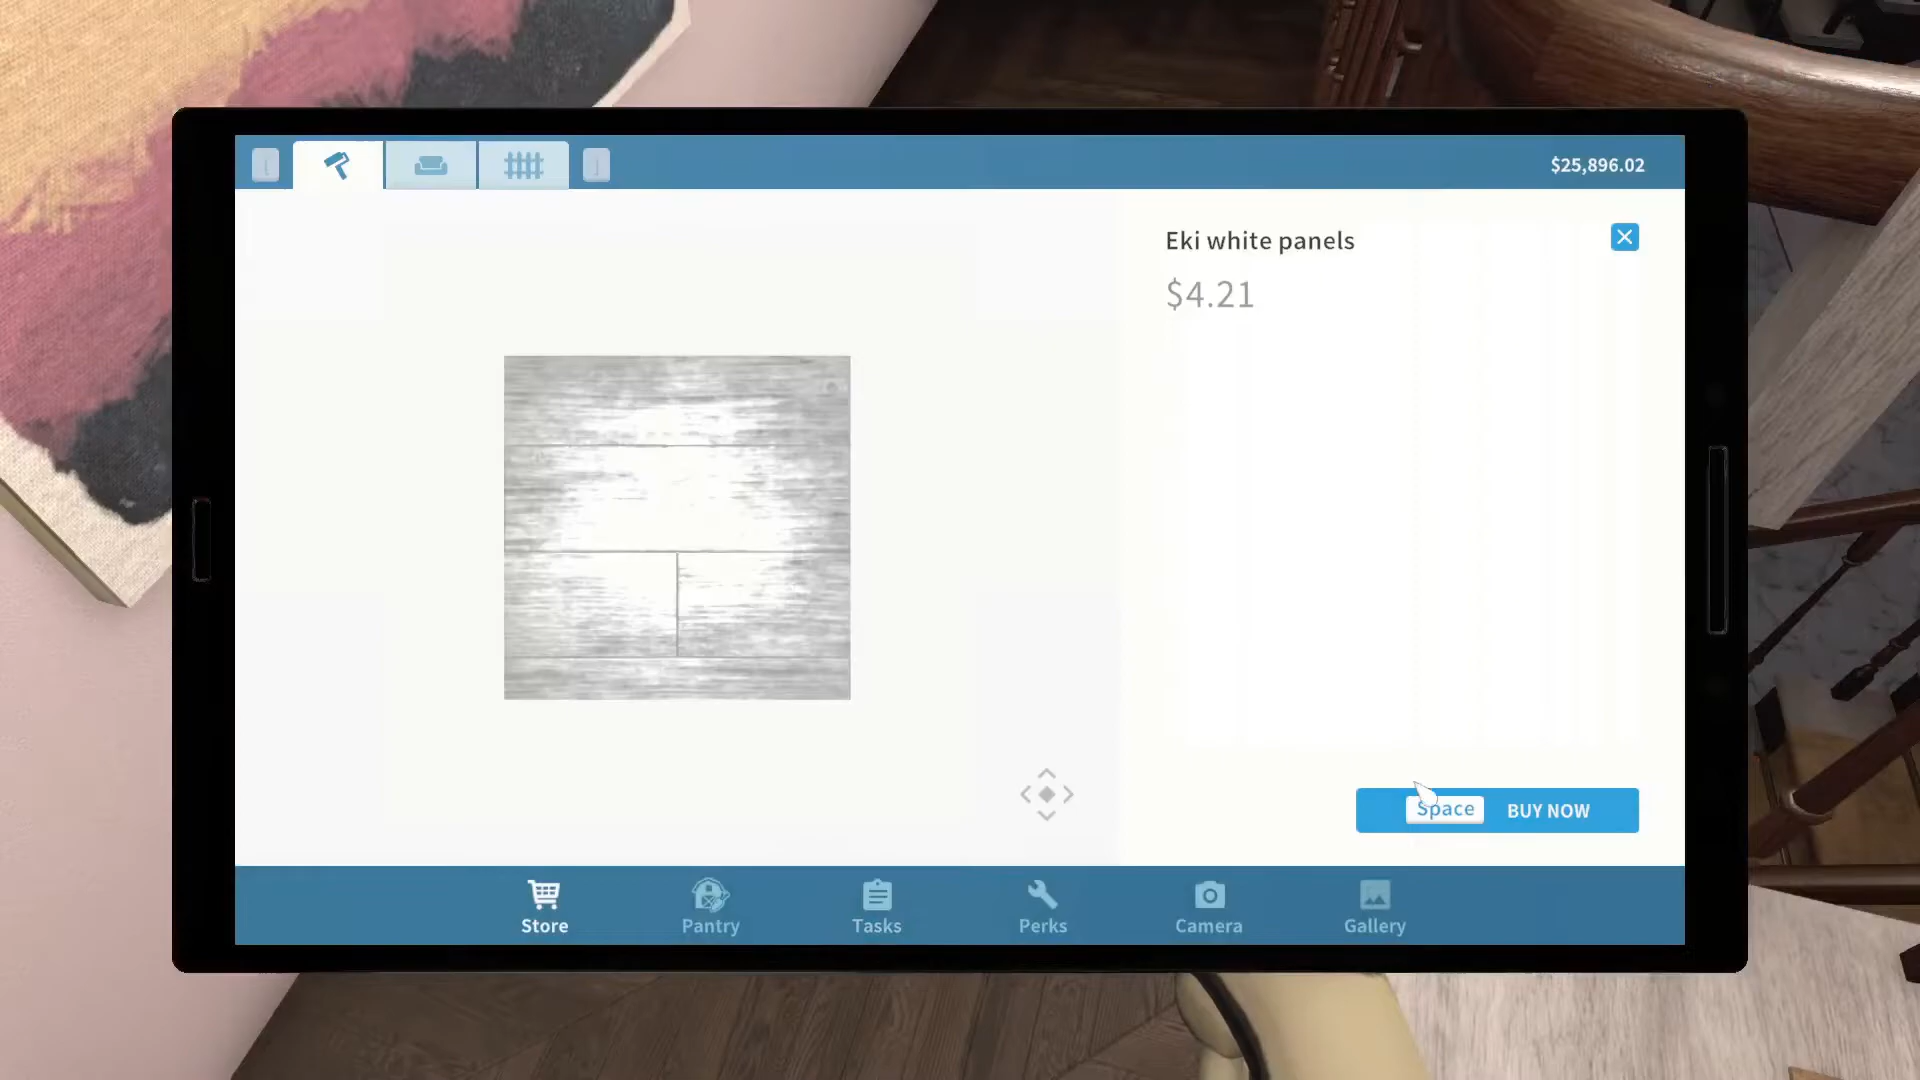 $25,896.02
Eki white panels
$4.21
Space BUY NOW
Store Pantry Tasks Perks Camera Gallery